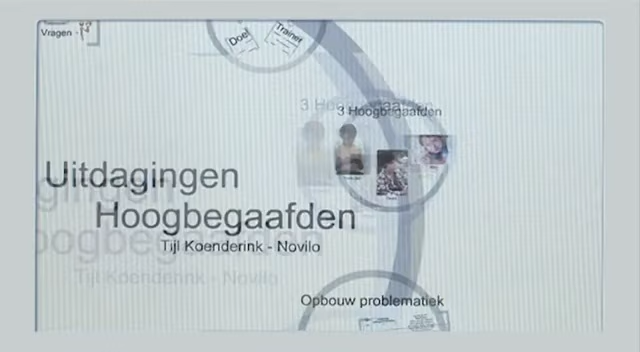 Vragen
Doel
Trainer
3 Hoogbegaafden
Uitdagingen
Hoogbegaafden
Tijl Koenderink - Novilo
Opbouw problematiek